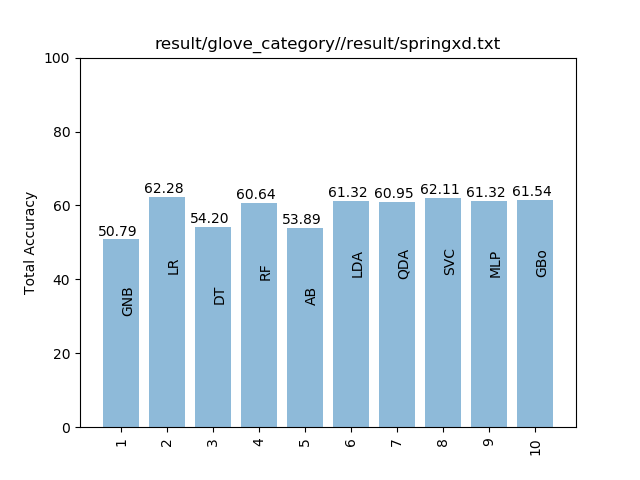 result/glove_category//result/springxd.txt
Total Accuracy
100
80
60
40
20
0
50.79
62.28
54.20
60.64
53.89
61.32
60.95
62.11
61.32
61.54
GNB
LR
DT
RF
AB
LDA
QDA
SVC
MLP
GBo
1
2
3
4
5
6
7
8
9
10